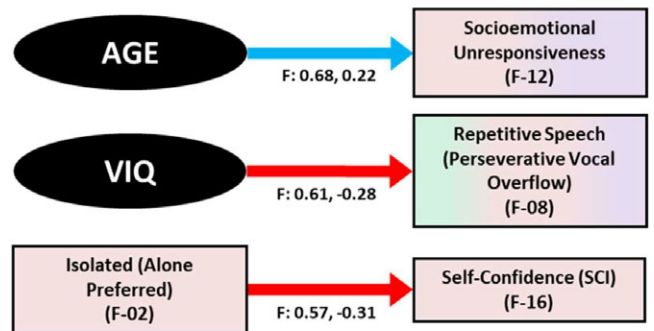 AGE
F: 0.68, 0.22
Socioemotional
Unresponsiveness
(F-12)
VIQ
F: 0.61, -0.28
Repetitive Speech
(Perseverative Vocal
Overflow)
(F-08)
Isolated (Alone
Preferred)
(F-02)
F: 0.57, -0.31
Self-Confidence (SCI)
(F-16)